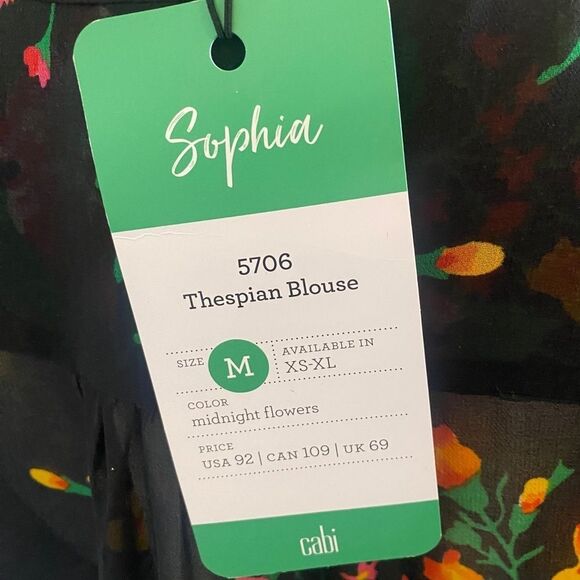 Sophia
5706
Thespian Blouse
SIZE M AVAILABLE IN
XS-XL
COLOR
midnight flowers
PRICE
USA 92 | CAN 109 | UK 69
cabi